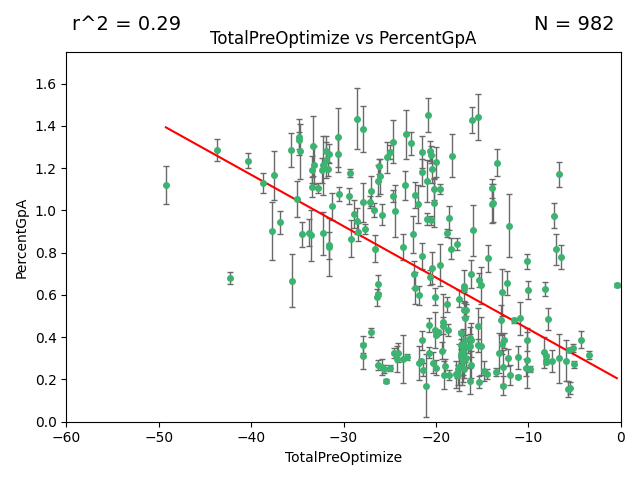 r^2 = 0.29
N = 982
TotalPreOptimize vs PercentGpA
PercentGpA
1.6
1.4
1.2
1.0
0.8
0.6
0.4
0.2
0.0
−60 −50 −40 −30 −20 −10 0
TotalPreOptimize